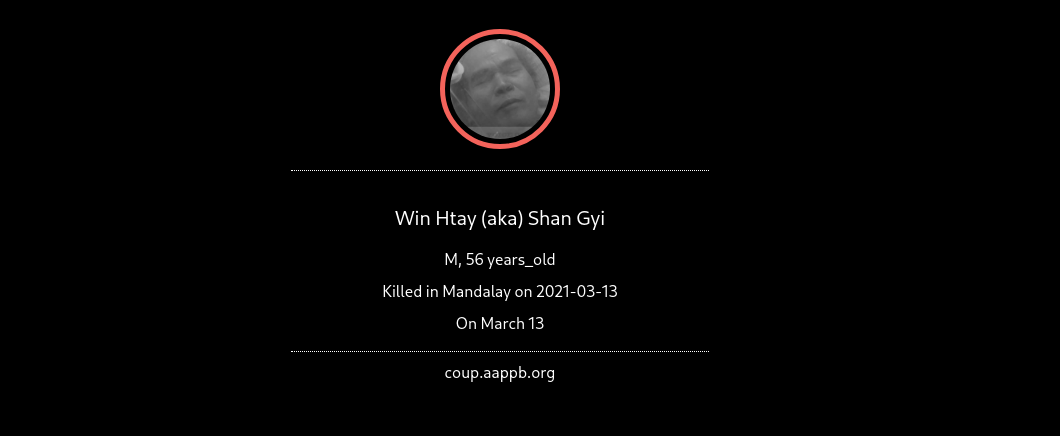 Win Htay (aka) Shan Gyi
M, 56 years_old
Killed in Mandalay on 2021-03-13
On March 13
coup.aappb.org